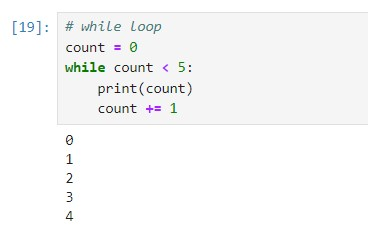 [19]: # while loop
count = 0
while count < 5:
    print(count)
    count += 1
0
1
2
3
4